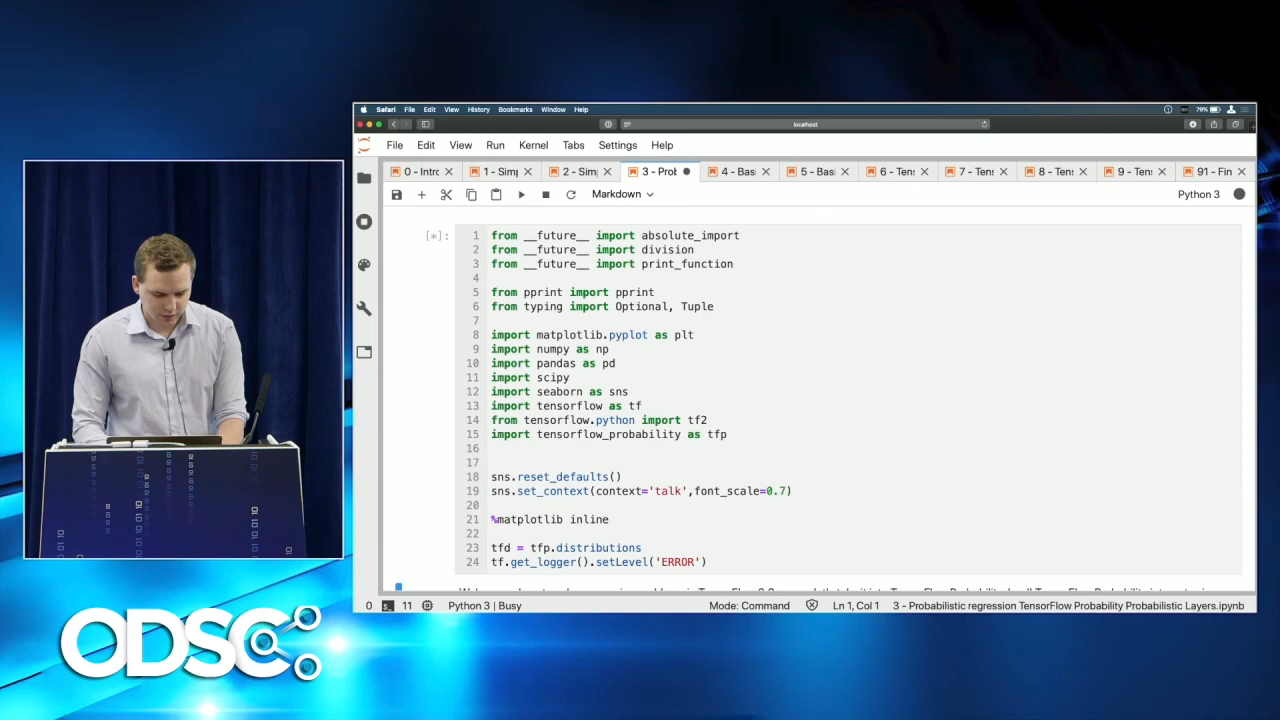 Safari File Edit View History Bookmarks Window Help 79%
localhost
File Edit View Run Kernel Tabs Settings Help
0 - Intro 1 - Simp 2 - Simp 3 - Prob 4 - Basi 5 - Basi 6 - Tens 7 - Tens 8 - Tens 9 - Tens 91 - Fin
Markdown Python 3
[*]: 1 from __future__ import absolute_import
2 from __future__ import division
3 from __future__ import print_function
4
5 from pprint import pprint
6 from typing import Optional, Tuple
7
8 import matplotlib.pyplot as plt
9 import numpy as np
10 import pandas as pd
11 import scipy
12 import seaborn as sns
13 import tensorflow as tf
14 from tensorflow.python import tf2
15 import tensorflow_probability as tfp
16
17
18 sns.reset_defaults()
19 sns.set_context(context='talk',font_scale=0.7)
20
21 %matplotlib inline
22
23 tfd = tfp.distributions
24 tf.get_logger().setLevel('ERROR')
0 11 Python 3 | Busy Mode: Command Ln 1, Col 1 3 - Probabilistic regression TensorFlow Probability Probabilistic Layers.ipynb
ODSC